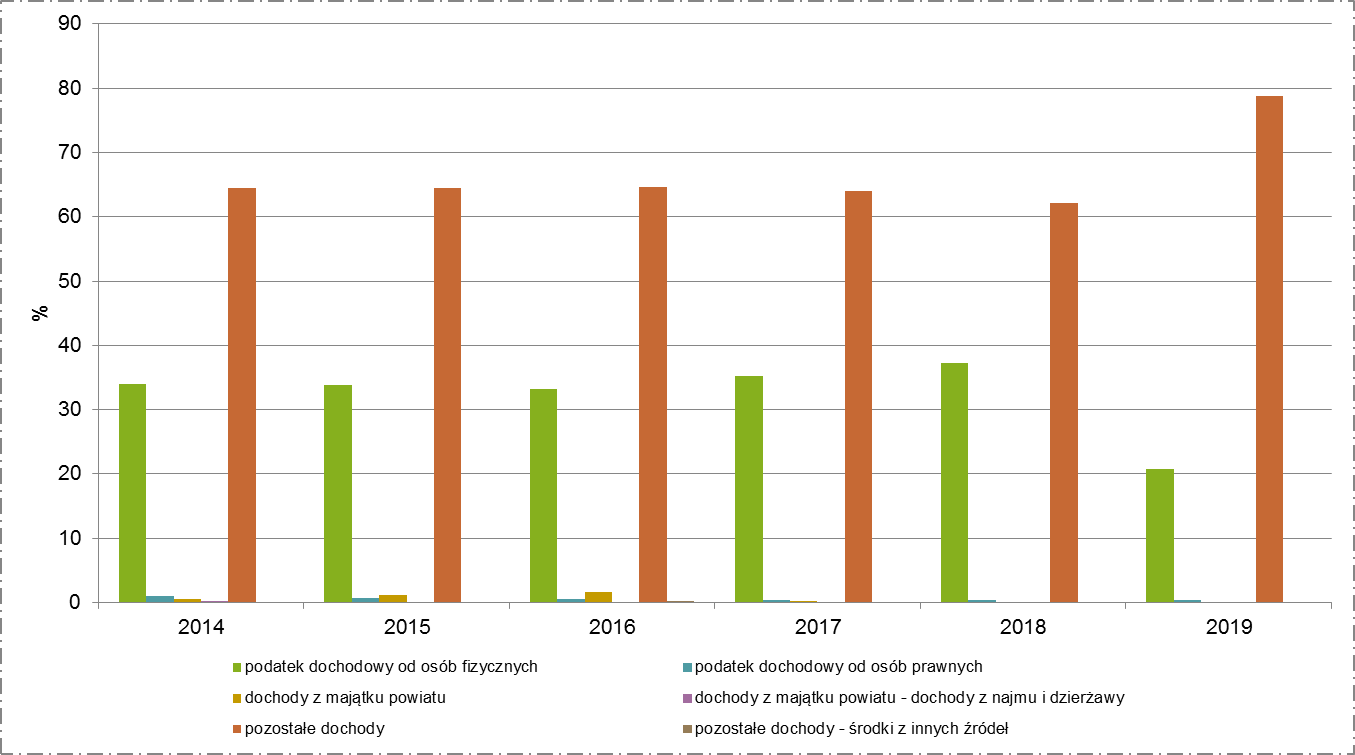 90
80
70
60
50
40
30
20
10
0
%
2014 2015 2016 2017 2018 2019
podatek dochodowy od osób fizycznych podatek dochodowy od osób prawnych
dochody z majątku powiatu dochody z majątku powiatu - dochody z najmu i dzierżawy
pozostałe dochody pozostałe dochody - środki z innych źródeł